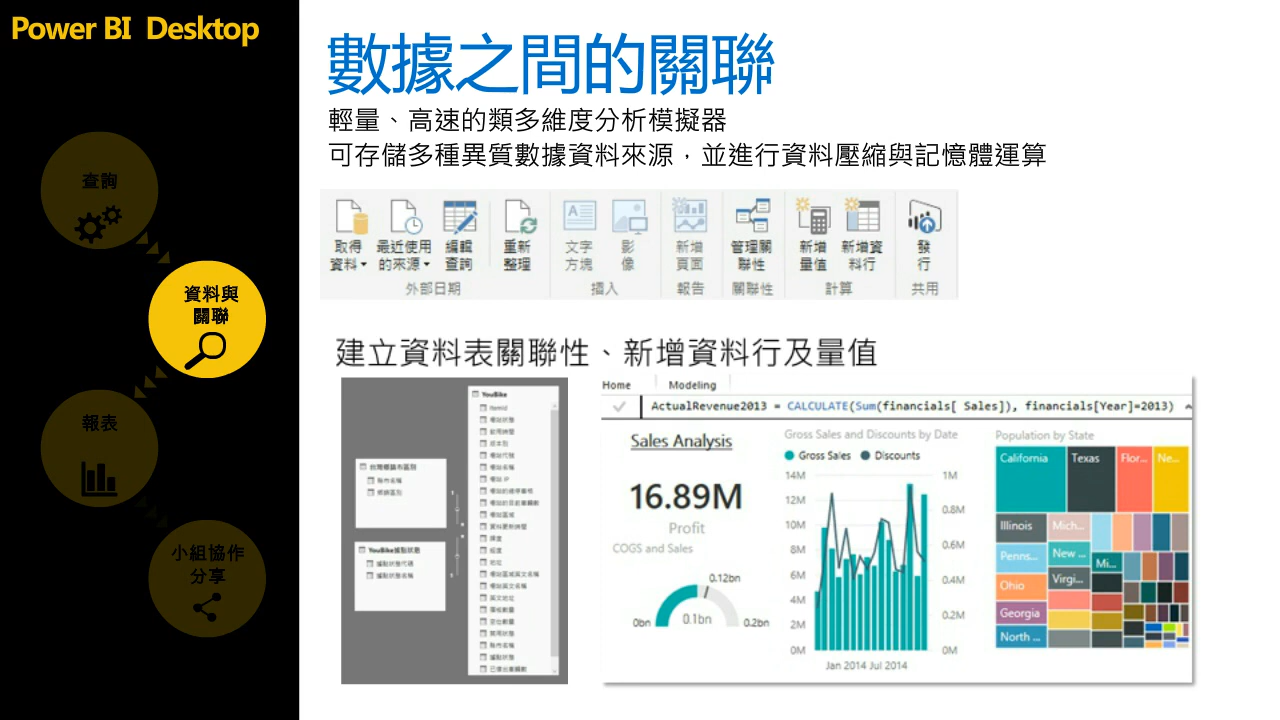 Power BI Desktop
查詢
資料與
關聯
報表
小組協作
分享
數據之間的關聯
輕量、高速的類多維度分析模擬器
可存儲多種異質數據資料來源，並進行資料壓縮與記憶體運算
取得
資料
最近使用
的來源
編輯
查詢
重新
整理
文字
方塊
影
像
新增
頁面
管理關
聯性
新增
量值
新增資
料行
發
行
外部日期
插入
報告
關聯性
計算
共用
建立資料表關聯性、新增資料行及量值
YouBike
ItemId
Home Modeling
ActualRevenue2013 = CALCULATE(Sum(financials[ Sales]), financials[Year]=2013)
Sales Analysis
16.89M
Profit
COGS and Sales
0.12bn
0bn
0.1bn
0.2bn
Gross Sales and Discounts by Date
Gross Sales Discounts
14M
12M
10M
8M
6M
4M
2M
0M
1M
0.8M
0.6M
0.4M
0.2M
0M
Jan 2014 Jul 2014
Population by State
California
Texas
Flor...
Ne...
Illinois
Mich...
Penns...
New ...
Mi...
Ohio
Virgi...
Georgia
North ...